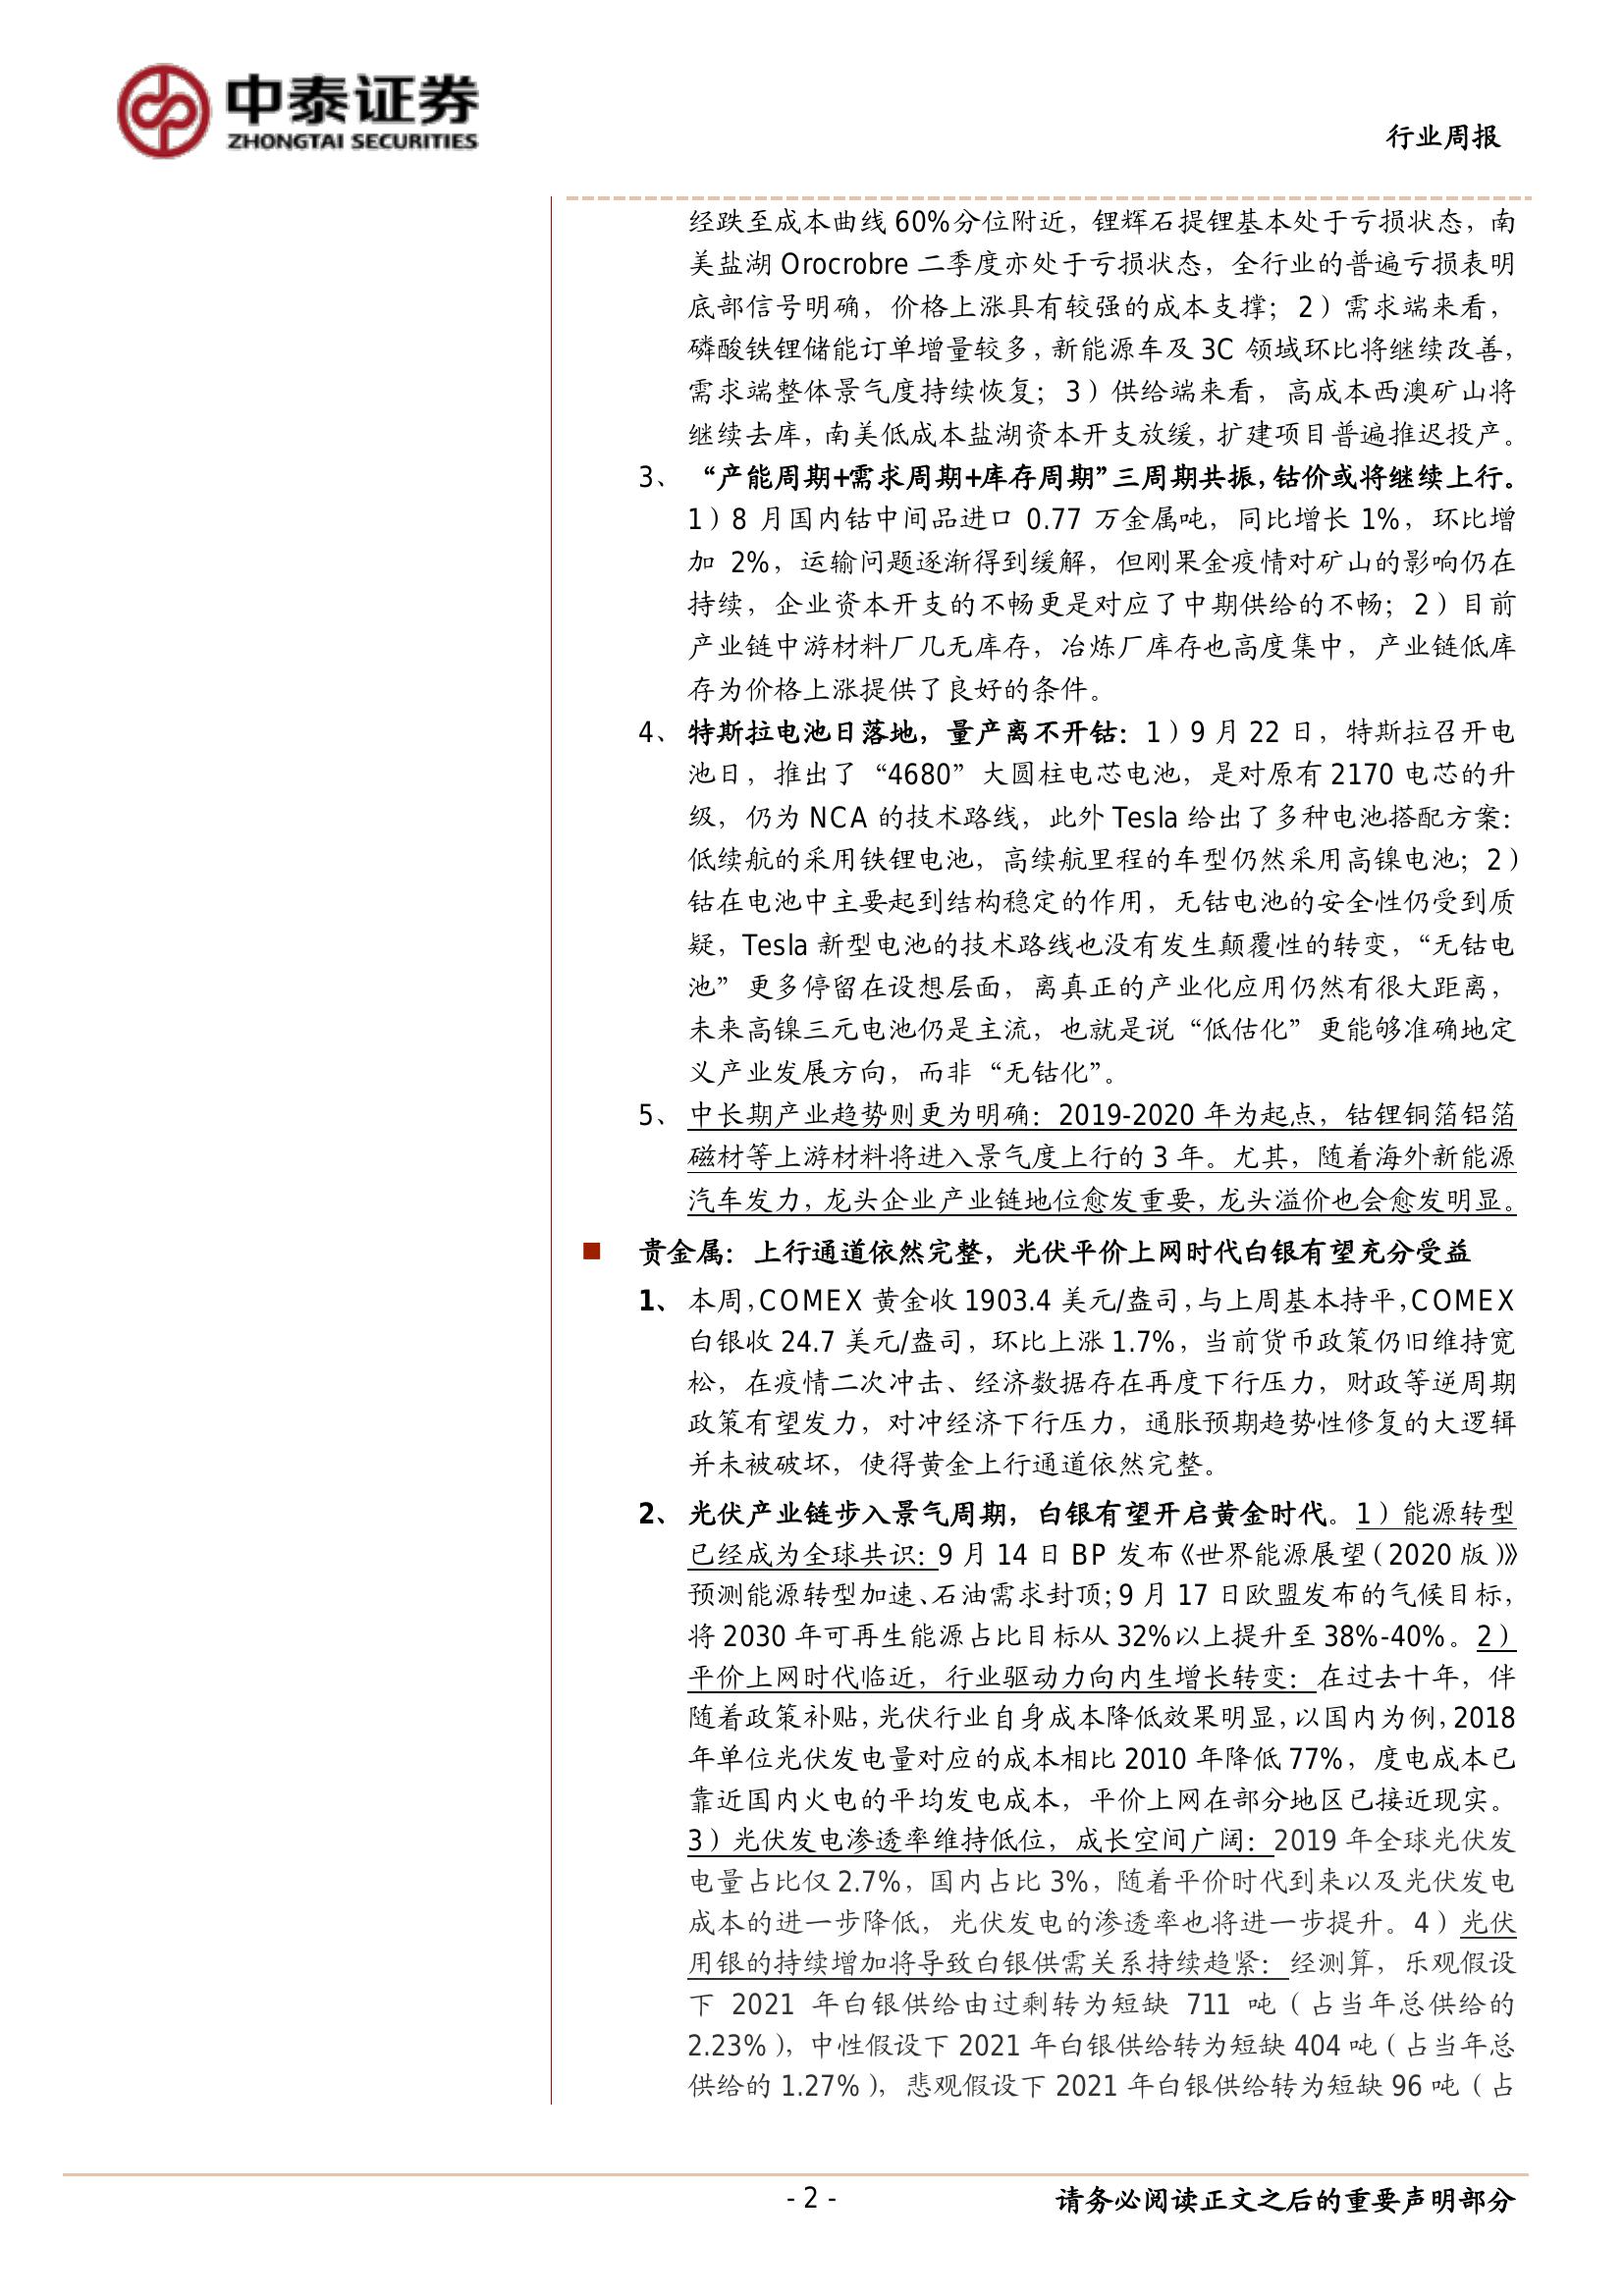 中泰证券
ZHONGTAI SECURITIES
行业周报
经跌至成本曲线 60%分位附近，锂辉石提锂基本处于亏损状态，南
美盐湖 Orocrobre 二季度亦处于亏损状态，全行业的普遍亏损表明
底部信号明确，价格上涨具有较强的成本支撑；2）需求端来看，
磷酸铁锂储能订单增量较多，新能源车及 3C 领域环比将继续改善，
需求端整体景气度持续恢复；3）供给端来看，高成本西澳矿山将
继续去库，南美低成本盐湖资本开支放缓，扩建项目普遍推迟投产。
3、 “产能周期+需求周期+库存周期”三周期共振，钴价或将继续上行。
1）8 月国内钴中间品进口 0.77 万金属吨，同比增长 1%，环比增
加 2%，运输问题逐渐得到缓解，但刚果金疫情对矿山的影响仍在
持续，企业资本开支的不畅更是对应了中期供给的不畅；2）目前
产业链中游材料厂几无库存，冶炼厂库存也高度集中，产业链低库
存为价格上涨提供了良好的条件。
4、 特斯拉电池日落地，量产离不开钴：1）9 月 22 日，特斯拉召开电
池日，推出了“4680”大圆柱电芯电池，是对原有 2170 电芯的升
级，仍为 NCA 的技术路线，此外 Tesla 给出了多种电池搭配方案：
低续航的采用铁锂电池，高续航里程的车型仍然采用高镍电池；2）
钴在电池中主要起到结构稳定的作用，无钴电池的安全性仍受到质
疑，Tesla 新型电池的技术路线也没有发生颠覆性的转变，“无钴电
池”更多停留在设想层面，离真正的产业化应用仍然有很大距离，
未来高镍三元电池仍是主流，也就是说“低估化”更能够准确地定
义产业发展方向，而非“无钴化”。
5、 中长期产业趋势则更为明确：2019-2020 年为起点，钴锂铜箔铝箔
磁材等上游材料将进入景气度上行的 3 年。尤其，随着海外新能源
汽车发力，龙头企业产业链地位愈发重要，龙头溢价也会愈发明显。
■ 贵金属：上行通道依然完整，光伏平价上网时代白银有望充分受益
1、 本周，COMEX 黄金收 1903.4 美元/盎司，与上周基本持平，COMEX
白银收 24.7 美元/盎司，环比上涨 1.7%，当前货币政策仍旧维持宽
松，在疫情二次冲击、经济数据存在再度下行压力，财政等逆周期
政策有望发力，对冲经济下行压力，通胀预期趋势性修复的大逻辑
并未被破坏，使得黄金上行通道依然完整。
2、 光伏产业链步入景气周期，白银有望开启黄金时代。1）能源转型
已经成为全球共识：9 月 14 日 BP 发布《世界能源展望（2020 版）》
预测能源转型加速、石油需求封顶；9 月 17 日欧盟发布的气候目标，
将 2030 年可再生能源占比目标从 32%以上提升至 38%-40%。2）
平价上网时代临近，行业驱动力向内生增长转变：在过去十年，伴
随着政策补贴，光伏行业自身成本降低效果明显，以国内为例，2018
年单位光伏发电量对应的成本相比 2010 年降低 77%，度电成本已
靠近国内火电的平均发电成本，平价上网在部分地区已接近现实。
3）光伏发电渗透率维持低位，成长空间广阔：2019 年全球光伏发
电量占比仅 2.7%，国内占比 3%，随着平价时代到来以及光伏发电
成本的进一步降低，光伏发电的渗透率也将进一步提升。4）光伏
用银的持续增加将导致白银供需关系持续趋紧：经测算，乐观假设
下 2021 年白银供给由过剩转为短缺 711 吨（占当年总供给的
2.23%），中性假设下 2021 年白银供给转为短缺 404 吨（占当年总
供给的 1.27%），悲观假设下 2021 年白银供给转为短缺 96 吨（占
- 2 -
请务必阅读正文之后的重要声明部分